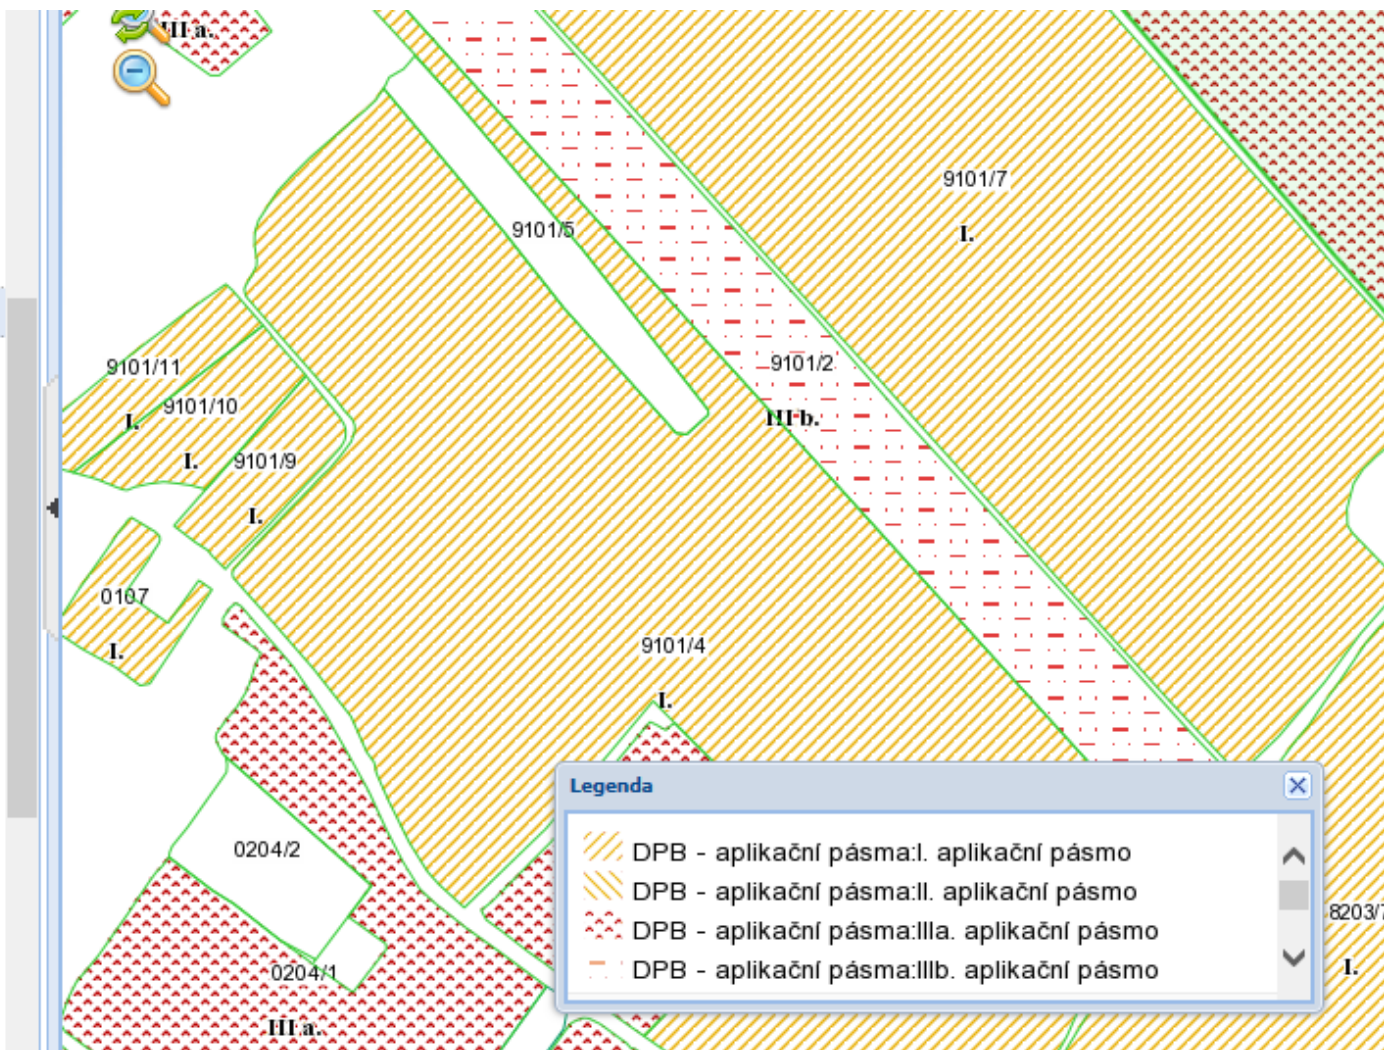 III a.
9101/7
I.
9101/5
9101/2
III b.
9101/11
I.
9101/10
I.
9101/9
I.
0107
I.
9101/4
I.
0204/2
0204/1
III a.
8203/7
I.
Legenda
DPB - aplikační pásma:I. aplikační pásmo
DPB - aplikační pásma:II. aplikační pásmo
DPB - aplikační pásma:IIIa. aplikační pásmo
DPB - aplikační pásma:IIIb. aplikační pásmo